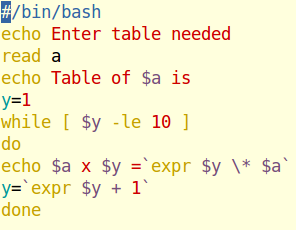 #/bin/bash
echo Enter table needed
read a
echo Table of $a is
y=1
while [ $y -le 10 ]
do
echo $a x $y =`expr $y \* $a`
y=`expr $y + 1`
done